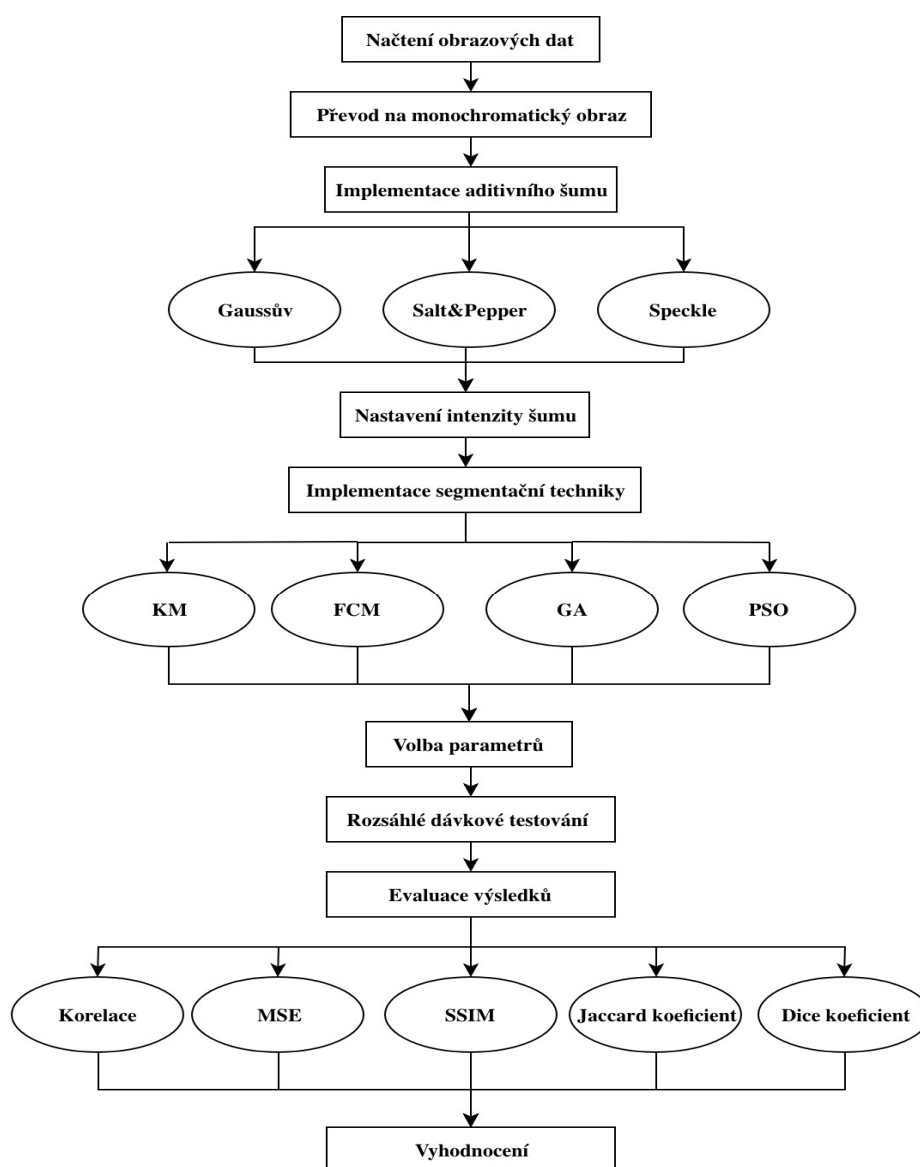 Načtení obrazových dat
Převod na monochromatický obraz
Implementace aditivního šumu
Gaussův
Salt&Pepper
Speckle
Nastavení intenzity šumu
Implementace segmentační techniky
KM
FCM
GA
PSO
Volba parametrů
Rozsáhlé dávkové testování
Evaluace výsledků
Korelace
MSE
SSIM
Jaccard koeficient
Dice koeficient
Vyhodnocení